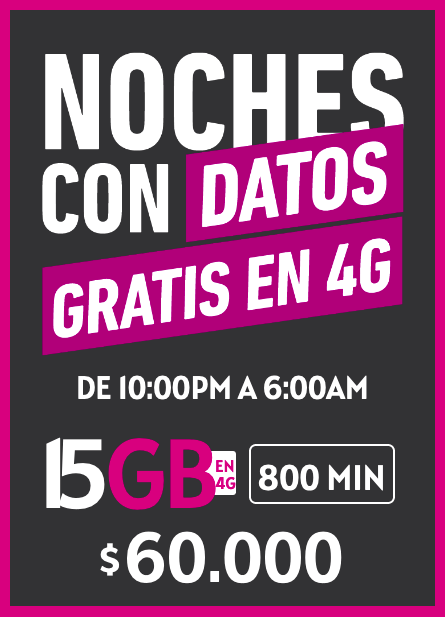 NOCHES
CON DATOS
GRATIS EN 4G
DE 10:00PM A 6:00AM
15GB EN 4G 800 MIN
$60.000